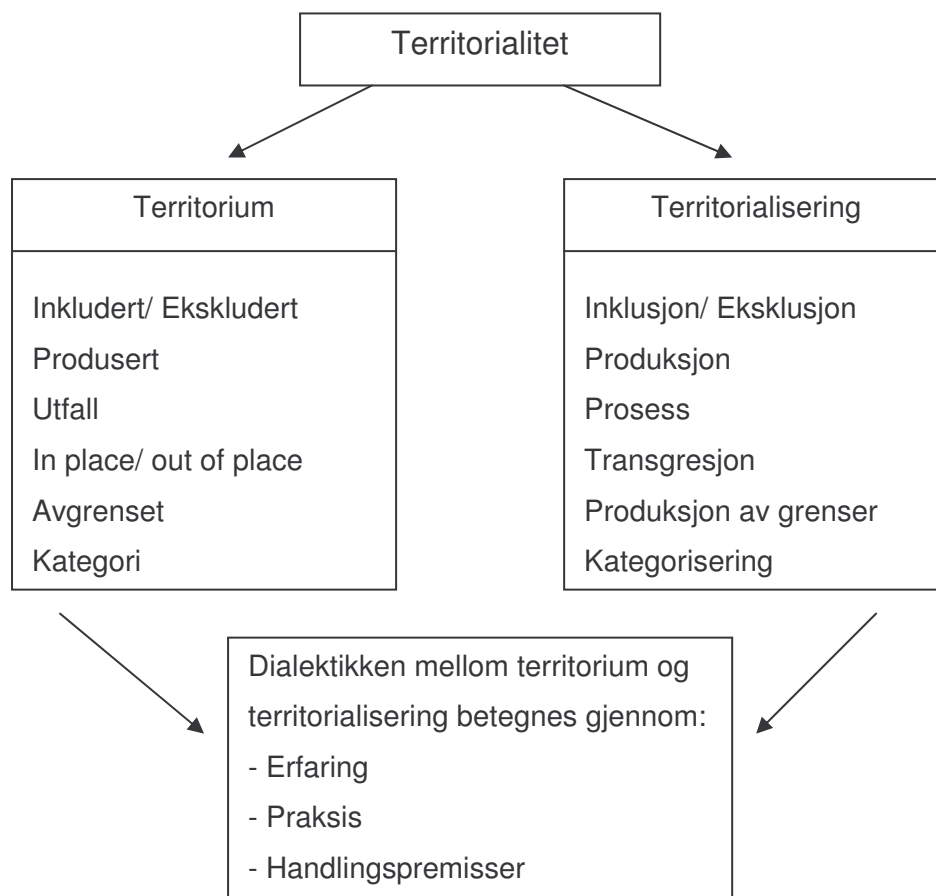 Territorialitet
Territorium
Inkludert/ Ekskludert
Produsert
Utfall
In place/ out of place
Avgrenset
Kategori
Territorialisering
Inklusjon/ Eksklusjon
Produksjon
Prosess
Transgresjon
Produksjon av grenser
Kategorisering
Dialektikken mellom territorium og
territorialisering betegnes gjennom:
- Erfaring
- Praksis
- Handlingspremisser